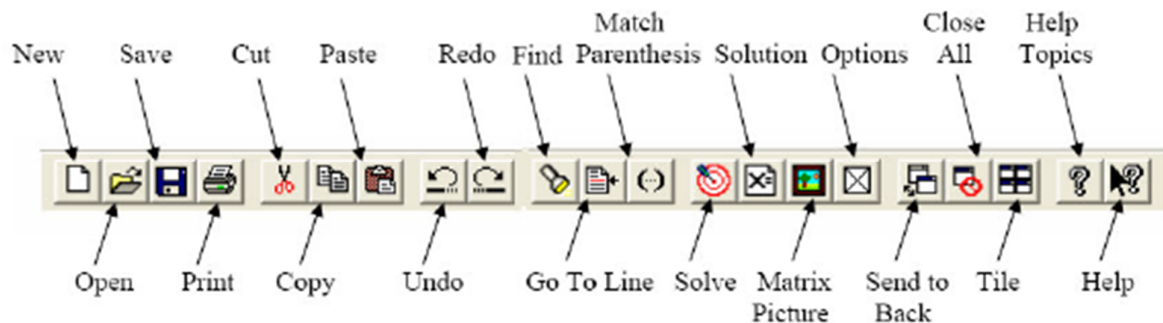 New Save Cut Paste Redo Find Match Parenthesis Solution Options Close All Help Topics
Open Print Copy Undo Go To Line Solve Matrix Picture Send to Back Tile Help